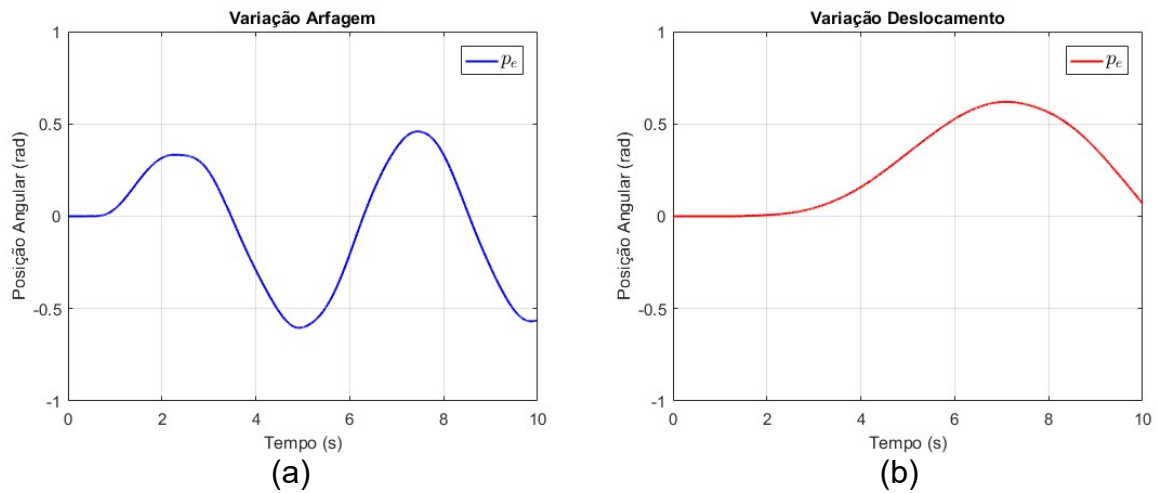 Variação Arfagem
1
0.5
0
-0.5
-1
Posição Angular (rad)
p_e
0 2 4 6 8 10
Tempo (s)
(a)
Variação Deslocamento
1
0.5
0
-0.5
-1
Posição Angular (rad)
p_e
0 2 4 6 8 10
Tempo (s)
(b)